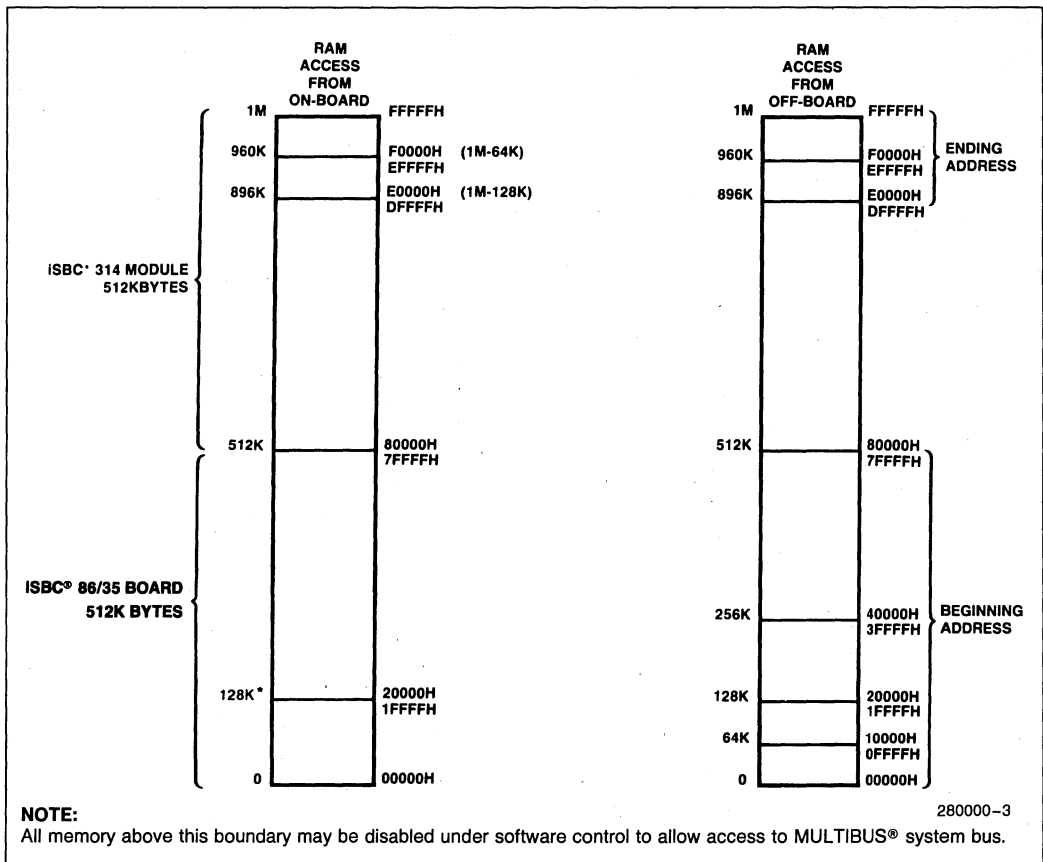 RAM
ACCESS
FROM
ON-BOARD
1M
FFFFFH
960K
F0000H (1M-64K)
EFFFFH
896K
E0000H (1M-128K)
DFFFFH
iSBC* 314 MODULE
512KBYTES
512K
80000H
7FFFFH
iSBC® 86/35 BOARD
512K BYTES
128K*
20000H
1FFFFH
0
00000H
RAM
ACCESS
FROM
OFF-BOARD
1M
FFFFFH
960K
F0000H
EFFFFH
ENDING
ADDRESS
896K
E0000H
DFFFFH
512K
80000H
7FFFFH
256K
40000H
3FFFFH
BEGINNING
ADDRESS
128K
20000H
1FFFFH
64K
10000H
0FFFFH
0
00000H
280000–3
NOTE:
All memory above this boundary may be disabled under software control to allow access to MULTIBUS® system bus.